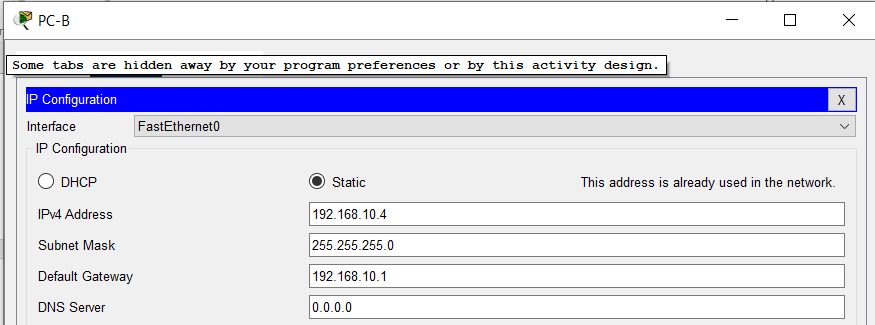 PC-B
Some tabs are hidden away by your program preferences or by this activity design.
IP Configuration X
Interface FastEthernet0
IP Configuration
DHCP Static This address is already used in the network.
IPv4 Address 192.168.10.4
Subnet Mask 255.255.255.0
Default Gateway 192.168.10.1
DNS Server 0.0.0.0